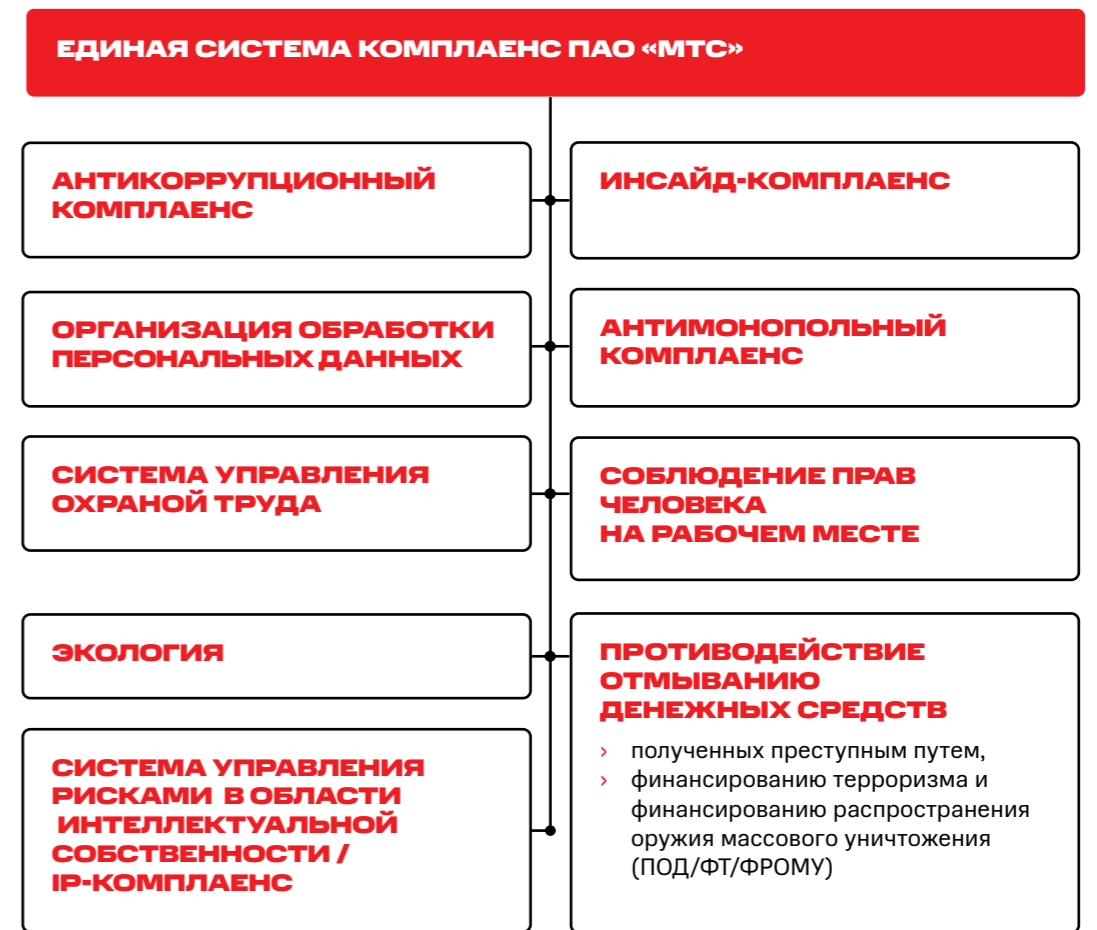 ЕДИНАЯ СИСТЕМА КОМПЛАЕНС ПАО «МТС»
АНТИКОРРУПЦИОННЫЙ
КОМПЛАЕНС
ИНСАЙД-КОМПЛАЕНС
ОРГАНИЗАЦИЯ ОБРАБОТКИ
ПЕРСОНАЛЬНЫХ ДАННЫХ
АНТИМОНОПОЛЬНЫЙ
КОМПЛАЕНС
СИСТЕМА УПРАВЛЕНИЯ
ОХРАНОЙ ТРУДА
СОБЛЮДЕНИЕ ПРАВ
ЧЕЛОВЕКА
НА РАБОЧЕМ МЕСТЕ
ЭКОЛОГИЯ
ПРОТИВОДЕЙСТВИЕ
ОТМЫВАНИЮ
ДЕНЕЖНЫХ СРЕДСТВ
› полученных преступным путем,
› финансированию терроризма и
финансированию распространения
оружия массового уничтожения
(ПОД/ФТ/ФРОМУ)
СИСТЕМА УПРАВЛЕНИЯ
РИСКАМИ В ОБЛАСТИ
ИНТЕЛЛЕКТУАЛЬНОЙ
СОБСТВЕННОСТИ /
IP-КОМПЛАЕНС